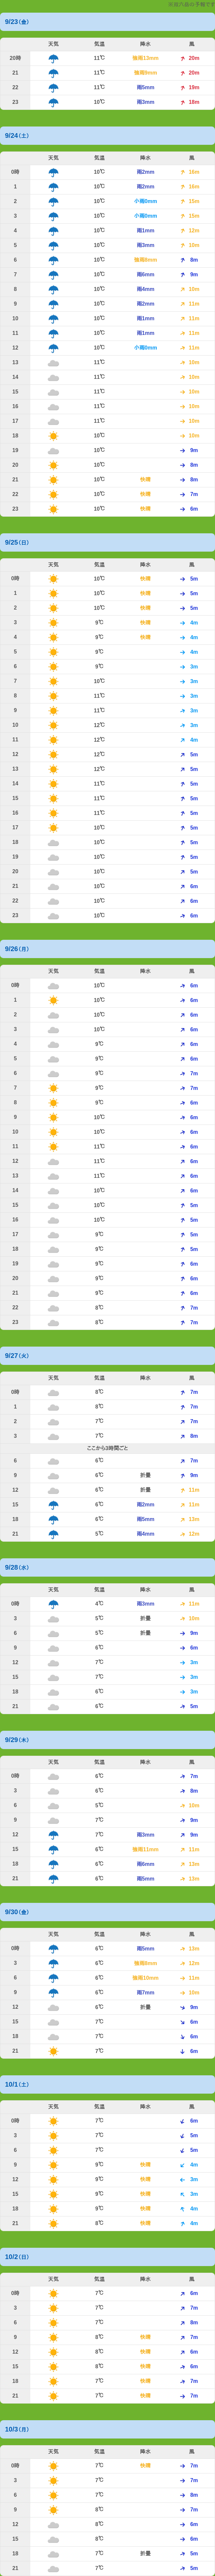 9/23(金)
天気 気温 降水 風
20時 11℃ 強雨13mm 20m
21 11℃ 強雨8mm 20m
22 11℃ 雨5mm 19m
23 10℃ 雨3mm 18m
9/24(土)
天気 気温 降水 風
0時 10℃ 雨2mm 16m
1 10℃ 雨2mm 16m
2 10℃ 小雨0mm 15m
3 10℃ 小雨0mm 15m
4 10℃ 雨1mm 12m
5 10℃ 雨3mm 10m
6 10℃ 強雨8mm 8m
7 10℃ 雨6mm 9m
8 10℃ 雨4mm 10m
9 10℃ 雨2mm 11m
10 10℃ 雨1mm 11m
11 10℃ 雨1mm 11m
12 10℃ 小雨0mm 11m
13 11℃ 10m
14 11℃ 10m
15 11℃ 10m
16 11℃ 10m
17 11℃ 10m
18 10℃ 10m
19 10℃ 9m
20 10℃ 8m
21 10℃ 快晴 8m
22 10℃ 快晴 7m
23 10℃ 快晴 6m
9/25(日)
天気 気温 降水 風
0時 10℃ 快晴 5m
1 10℃ 快晴 5m
2 10℃ 快晴 5m
3 9℃ 快晴 4m
4 9℃ 快晴 4m
5 9℃ 4m
6 9℃ 3m
7 10℃ 3m
8 11℃ 3m
9 11℃ 3m
10 12℃ 3m
11 12℃ 4m
12 12℃ 5m
13 12℃ 5m
14 11℃ 5m
15 11℃ 5m
16 11℃ 5m
17 10℃ 5m
18 10℃ 5m
19 10℃ 5m
20 10℃ 5m
21 10℃ 6m
22 10℃ 6m
23 10℃ 6m
9/26(月)
天気 気温 降水 風
0時 10℃ 6m
1 10℃ 6m
2 10℃ 6m
3 10℃ 6m
4 9℃ 6m
5 9℃ 6m
6 9℃ 7m
7 9℃ 7m
8 9℃ 6m
9 10℃ 6m
10 10℃ 6m
11 11℃ 6m
12 11℃ 6m
13 11℃ 6m
14 10℃ 6m
15 10℃ 5m
16 10℃ 5m
17 9℃ 5m
18 9℃ 5m
19 9℃ 6m
20 9℃ 6m
21 9℃ 6m
22 8℃ 7m
23 8℃ 7m
9/27(火)
天気 気温 降水 風
0時 8℃ 7m
1 8℃ 7m
2 7℃ 7m
3 7℃ 8m
ここから3時間ごと
6 6℃ 7m
9 6℃ 折曇 9m
12 6℃ 折曇 11m
15 6℃ 雨2mm 11m
18 6℃ 雨5mm 12m
21 5℃ 雨4mm 12m
9/28(水)
天気 気温 降水 風
0時 4℃ 雨3mm 11m
3 5℃ 折曇 10m
6 5℃ 折曇 9m
9 6℃ 6m
12 7℃ 3m
15 7℃ 3m
18 6℃ 3m
21 6℃ 5m
9/29(木)
天気 気温 降水 風
0時 6℃ 7m
3 6℃ 8m
6 5℃ 10m
9 7℃ 9m
12 7℃ 雨3mm 9m
15 6℃ 強雨11mm 11m
18 6℃ 雨6mm 13m
21 6℃ 雨5mm 13m
9/30(金)
天気 気温 降水 風
0時 6℃ 雨5mm 13m
3 6℃ 強雨8mm 12m
6 6℃ 強雨10mm 11m
9 6℃ 雨7mm 10m
12 6℃ 折曇 9m
15 7℃ 6m
18 7℃ 6m
21 6℃ 6m
10/1(土)
天気 気温 降水 風
0時 7℃ 6m
3 7℃ 5m
6 7℃ 5m
9 9℃ 快晴 4m
12 9℃ 快晴 3m
15 9℃ 快晴 3m
18 9℃ 快晴 4m
21 8℃ 快晴 4m
10/2(日)
天気 気温 降水 風
0時 7℃ 6m
3 7℃ 7m
6 7℃ 8m
9 8℃ 快晴 7m
12 8℃ 快晴 6m
15 8℃ 快晴 6m
18 7℃ 快晴 7m
21 7℃ 快晴 7m
10/3(月)
天気 気温 降水 風
0時 7℃ 快晴 7m
3 7℃ 7m
6 7℃ 8m
9 8℃ 7m
12 8℃ 6m
15 8℃ 6m
18 7℃ 折曇 5m
21 7℃ 5m